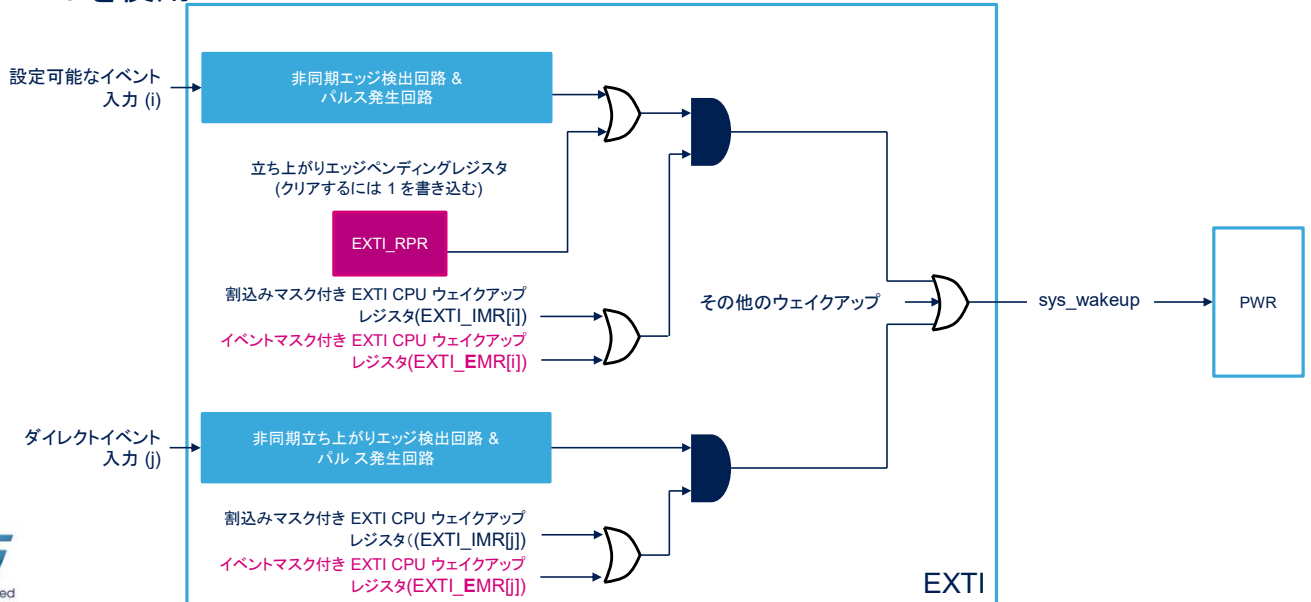 設定可能なイベント
入力 (i)
非同期エッジ検出回路 &
パルス発生回路
立ち上がりエッジペンディングレジスタ
(クリアするには 1 を書き込む)
EXTI_RPR
割込みマスク付き EXTI CPU ウェイクアップ
レジスタ(EXTI_IMR[i])
イベントマスク付き EXTI CPU ウェイクアップ
レジスタ(EXTI_EMR[i])
その他のウェイクアップ
sys_wakeup
PWR
ダイレクトイベント
入力 (j)
非同期立ち上がりエッジ検出回路 &
パル ス発生回路
割込みマスク付き EXTI CPU ウェイクアップ
レジスタ((EXTI_IMR[j])
イベントマスク付き EXTI CPU ウェイクアップ
レジスタ(EXTI_EMR[j])
EXTI